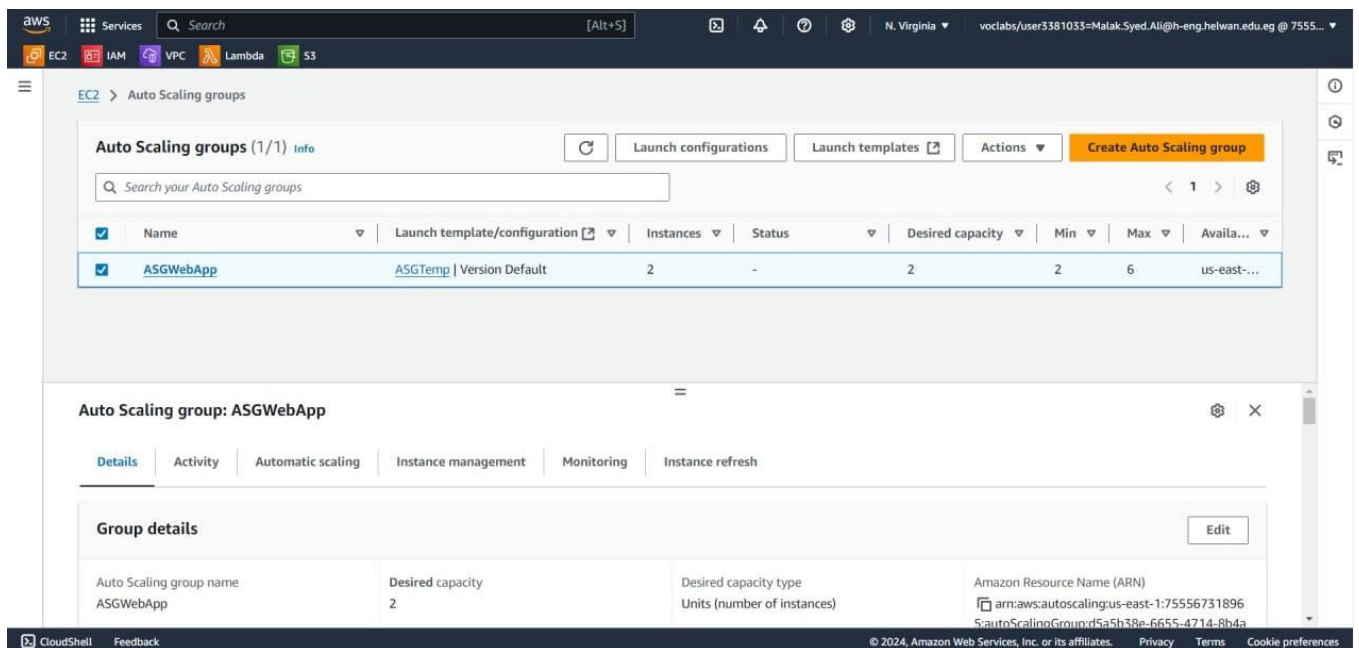 aws Services Search [Alt+S] N. Virginia voclabs/user3381033=Malak.Syed.Ali@h-eng.helwan.edu.eg @ 7555...
EC2 IAM VPC Lambda S3
EC2 > Auto Scaling groups
Auto Scaling groups (1/1) Info Launch configurations Launch templates Actions Create Auto Scaling group
Search your Auto Scaling groups 1
Name Launch template/configuration Instances Status Desired capacity Min Max Availa...
ASGWebApp ASGTemp | Version Default 2 - 2 2 6 us-east-...
Auto Scaling group: ASGWebApp
Details Activity Automatic scaling Instance management Monitoring Instance refresh
Group details Edit
Auto Scaling group name Desired capacity Desired capacity type Amazon Resource Name (ARN)
ASGWebApp 2 Units (number of instances) arn:aws:autoscaling:us-east-1:75556731896
5:autoScalingGroup:d5a5b38e-6655-4714-8b4a
CloudShell Feedback © 2024, Amazon Web Services, Inc. or its affiliates. Privacy Terms Cookie preferences